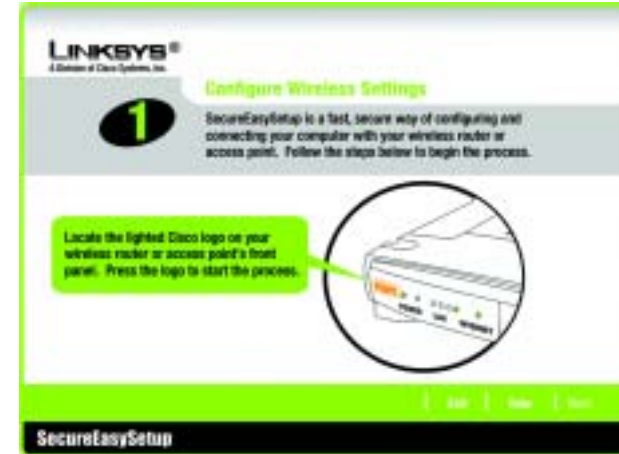 LINKSYS®
A Division of Cisco Systems, Inc.
1
Configure Wireless Settings
SecureEasySetup is a fast, secure way of configuring and
connecting your computer with your wireless router or
access point. Follow the steps below to begin the process.
Locate the lighted Cisco logo on your
wireless router or access point's front
panel. Press the logo to start the process.
POWER
INTERNET
Exit
SecureEasySetup